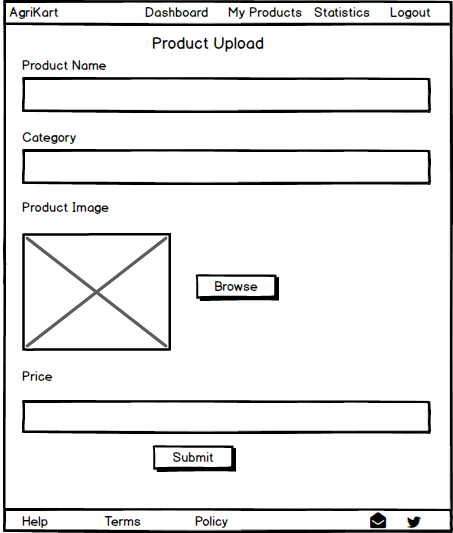 AgriKart Dashboard My Products Statistics Logout
Product Upload
Product Name
Category
Product Image
Browse
Price
Submit
Help Terms Policy